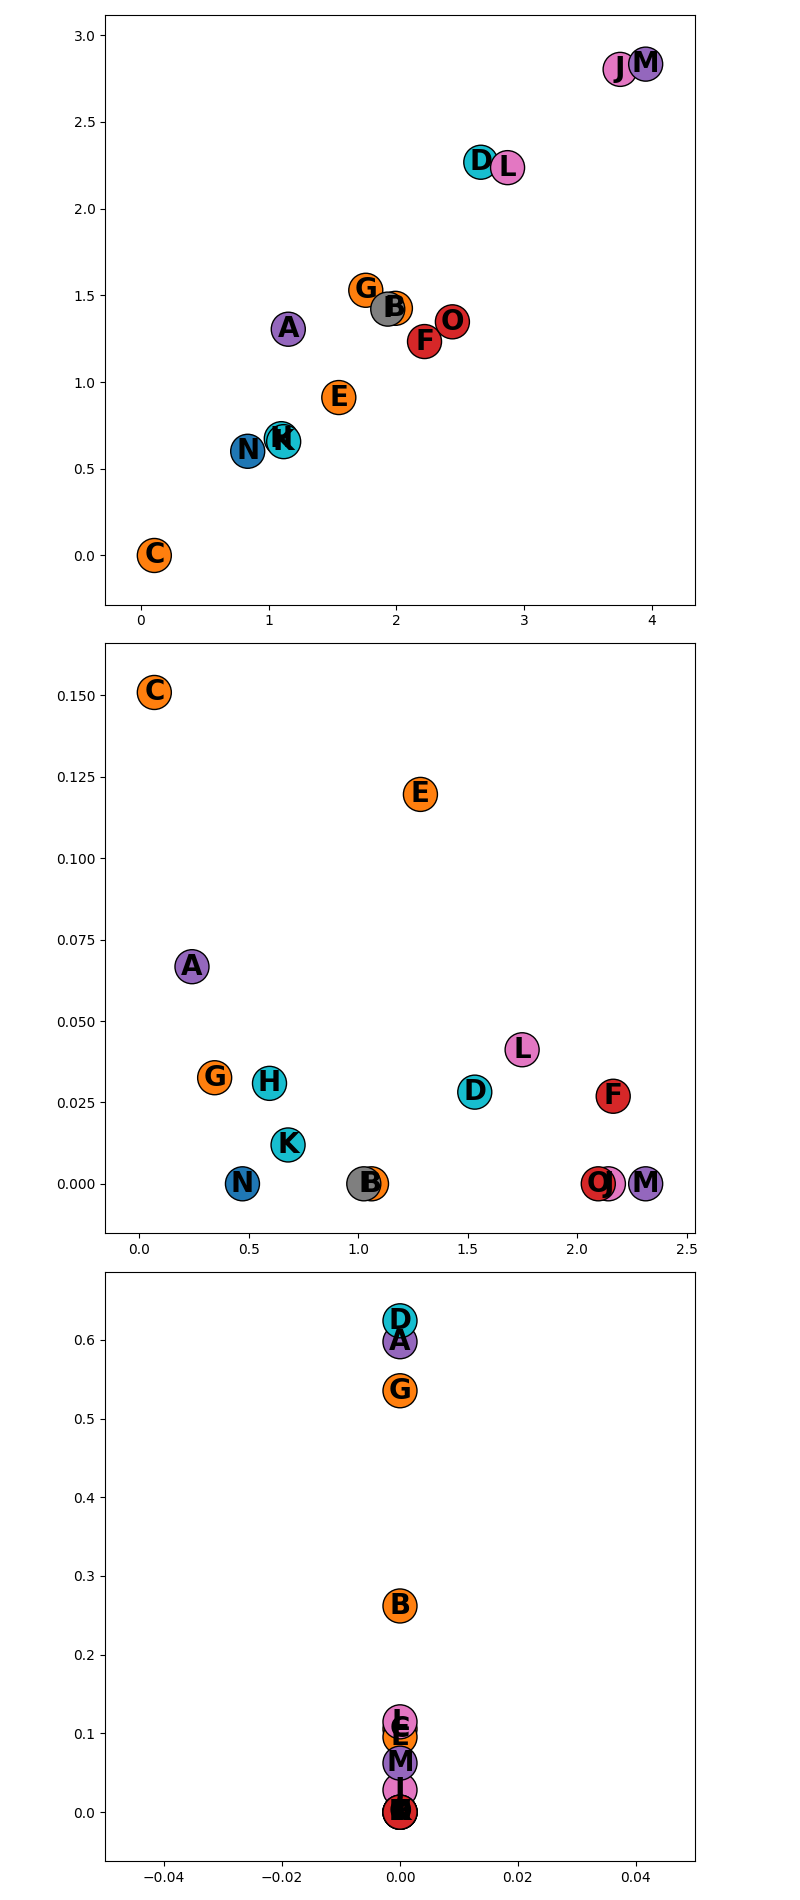 3.0
J M
D L
2.5
2.0
G
B
1.5
A
O
F
1.0
E
H
K
N
0.5
C
0.0
0 1 2 3 4
C
0.150
E
0.125
0.100
A
0.075
0.050
L
G H
D
F
0.025
K
0.000
N
B
O J M
0.0 0.5 1.0 1.5 2.0 2.5
D
0.6
A
G
0.5
0.4
0.3
B
0.2
L
0.1
E
M
J
0.0
−0.04 −0.02 0.00 0.02 0.04